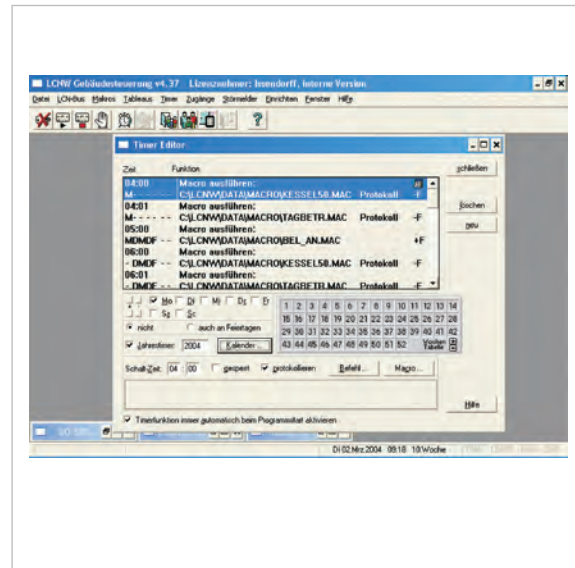 LCNW Gebäudesteuerung v4.37 Lizenznehmer: Issendorff, interne Version
Datei LCN-Bus Makros Tableaus Timer Zugänge Störmelder Einrichten Fenster Hilfe
Timer Editor
Zeit Funktion
schließen
04:00 Macro ausführen:
M- - - - - - C:\LCNW\DATA\MACRO\KESSEL50.MAC Protokoll -F
04:01 Macro ausführen:
löschen
M- - - - - - C:\LCNW\DATA\MACRO\TAGBETR.MAC Protokoll -F
neu
05:00 Macro ausführen:
MDMDF - - C:\LCNW\DATA\MACRO\BEL_AN.MAC +F
06:00 Macro ausführen:
- DMDF - - C:\LCNW\DATA\MACRO\KESSEL50.MAC Protokoll -F
06:01 Macro ausführen:
- DMDF - - C:\LCNW\DATA\MACRO\TAGBETR.MAC Protokoll -F
Mo Di Mi Do Fr
Sa So
nicht auch an Feiertagen
Jahrestimer: 2004 Kalender...
1 2 3 4 5 6 7 8 9 10 11 12 13 14
15 16 17 18 19 20 21 22 23 24 25 26 27 28
29 30 31 32 33 34 35 36 37 38 39 40 41 42
43 44 45 46 47 48 49 50 51 52 Wochen Tabelle
Schalt-Zeit: 04 : 00 gesperrt protokollieren Befehl... Macro...
Hilfe
Timerfunktion immer automatisch beim Programmstart aktivieren
Di 02.Mrz.2004 09:18 10.Woche